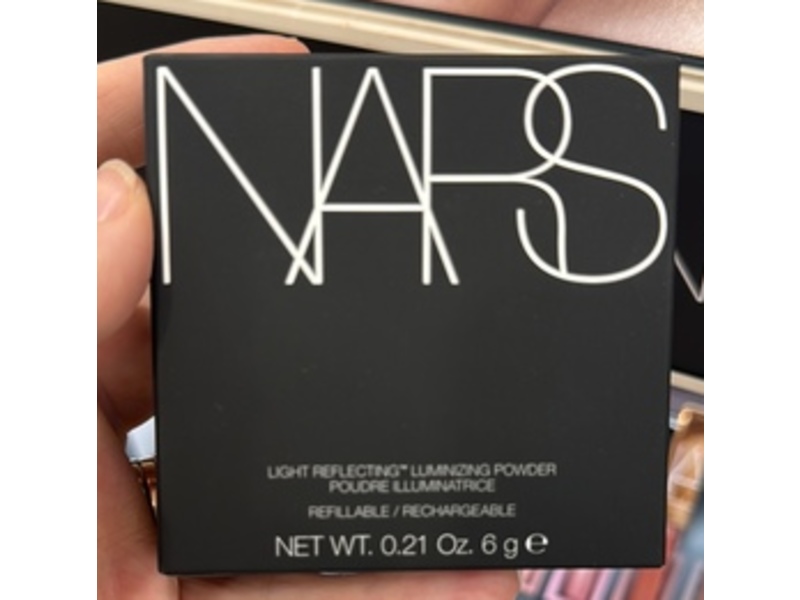 NARS
LIGHT REFLECTING™ LUMINIZING POWDER
POUDRE ILLUMINATRICE
REFILLABLE / RECHARGEABLE
NET WT. 0.21 Oz. 6 g ℮